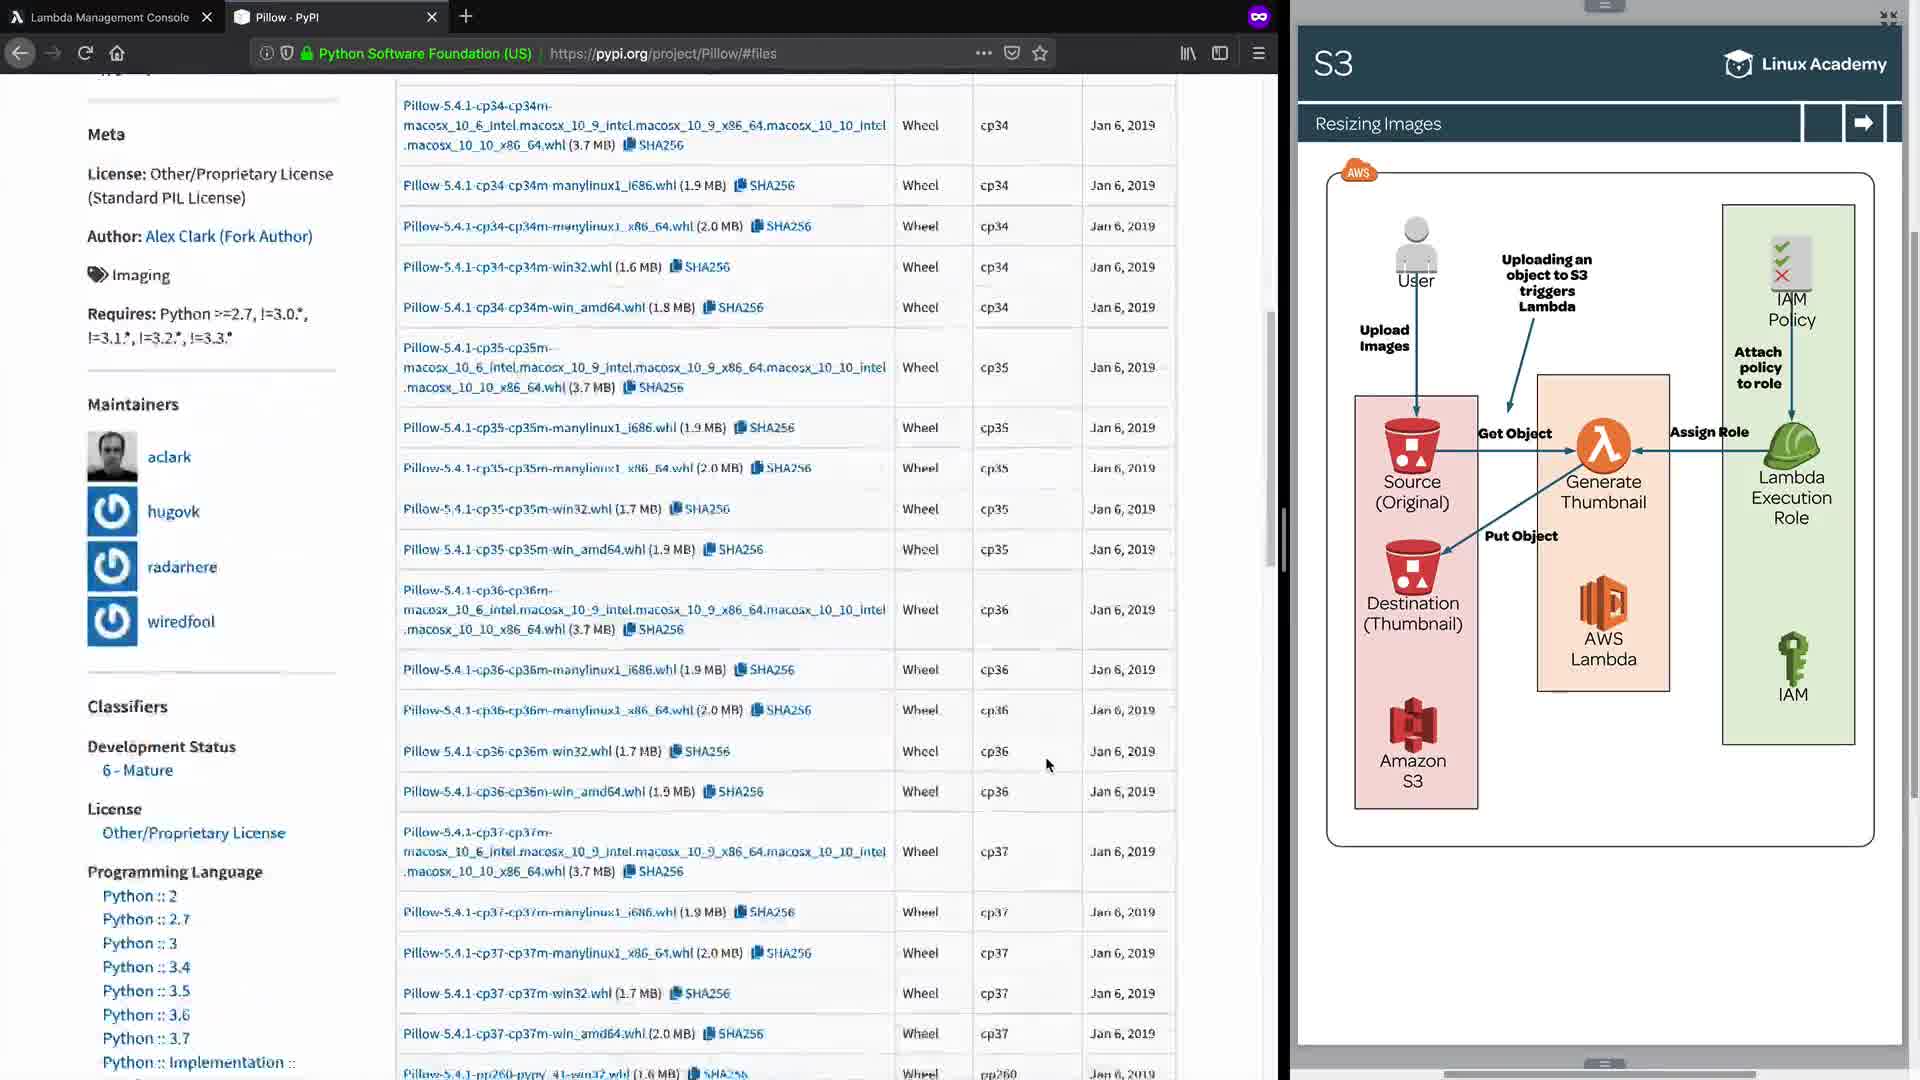 Lambda Management Console
Pillow · PyPI
Python Software Foundation (US)
https://pypi.org/project/Pillow/#files
Meta
License: Other/Proprietary License
(Standard PIL License)
Author: Alex Clark (Fork Author)
Imaging
Requires: Python >=2.7, !=3.0.*,
!=3.1.*, !=3.2.*, !=3.3.*
Maintainers
aclark
hugovk
radarhere
wiredfool
Classifiers
Development Status
6 - Mature
License
Other/Proprietary License
Programming Language
Python :: 2
Python :: 2.7
Python :: 3
Python :: 3.4
Python :: 3.5
Python :: 3.6
Python :: 3.7
Python :: Implementation ::
Pillow-5.4.1-cp34-cp34m-
macosx_10_6_intel.macosx_10_9_intel.macosx_10_9_x86_64.macosx_10_10_intel
.macosx_10_10_x86_64.whl (3.7 MB) SHA256 Wheel cp34 Jan 6, 2019
Pillow-5.4.1-cp34-cp34m-manylinux1_i686.whl (1.9 MB) SHA256 Wheel cp34 Jan 6, 2019
Pillow-5.4.1-cp34-cp34m-manylinux1_x86_64.whl (2.0 MB) SHA256 Wheel cp34 Jan 6, 2019
Pillow-5.4.1-cp34-cp34m-win32.whl (1.6 MB) SHA256 Wheel cp34 Jan 6, 2019
Pillow-5.4.1-cp34-cp34m-win_amd64.whl (1.8 MB) SHA256 Wheel cp34 Jan 6, 2019
Pillow-5.4.1-cp35-cp35m-
macosx_10_6_intel.macosx_10_9_intel.macosx_10_9_x86_64.macosx_10_10_intel
.macosx_10_10_x86_64.whl (3.7 MB) SHA256 Wheel cp35 Jan 6, 2019
Pillow-5.4.1-cp35-cp35m-manylinux1_i686.whl (1.9 MB) SHA256 Wheel cp35 Jan 6, 2019
Pillow-5.4.1-cp35-cp35m-manylinux1_x86_64.whl (2.0 MB) SHA256 Wheel cp35 Jan 6, 2019
Pillow-5.4.1-cp35-cp35m-win32.whl (1.7 MB) SHA256 Wheel cp35 Jan 6, 2019
Pillow-5.4.1-cp35-cp35m-win_amd64.whl (1.9 MB) SHA256 Wheel cp35 Jan 6, 2019
Pillow-5.4.1-cp36-cp36m-
macosx_10_6_intel.macosx_10_9_intel.macosx_10_9_x86_64.macosx_10_10_intel
.macosx_10_10_x86_64.whl (3.7 MB) SHA256 Wheel cp36 Jan 6, 2019
Pillow-5.4.1-cp36-cp36m-manylinux1_i686.whl (1.9 MB) SHA256 Wheel cp36 Jan 6, 2019
Pillow-5.4.1-cp36-cp36m-manylinux1_x86_64.whl (2.0 MB) SHA256 Wheel cp36 Jan 6, 2019
Pillow-5.4.1-cp36-cp36m-win32.whl (1.7 MB) SHA256 Wheel cp36 Jan 6, 2019
Pillow-5.4.1-cp36-cp36m-win_amd64.whl (1.9 MB) SHA256 Wheel cp36 Jan 6, 2019
Pillow-5.4.1-cp37-cp37m-
macosx_10_6_intel.macosx_10_9_intel.macosx_10_9_x86_64.macosx_10_10_intel
.macosx_10_10_x86_64.whl (3.7 MB) SHA256 Wheel cp37 Jan 6, 2019
Pillow-5.4.1-cp37-cp37m-manylinux1_i686.whl (1.9 MB) SHA256 Wheel cp37 Jan 6, 2019
Pillow-5.4.1-cp37-cp37m-manylinux1_x86_64.whl (2.0 MB) SHA256 Wheel cp37 Jan 6, 2019
Pillow-5.4.1-cp37-cp37m-win32.whl (1.7 MB) SHA256 Wheel cp37 Jan 6, 2019
Pillow-5.4.1-cp37-cp37m-win_amd64.whl (2.0 MB) SHA256 Wheel cp37 Jan 6, 2019
Pillow-5.4.1-pp260-pypy_41-win32.whl (1.6 MB) SHA256 Wheel pp260 Jan 6, 2019
S3
Linux Academy
Resizing Images
AWS
User
Uploading an
object to S3
triggers
Lambda
IAM
Policy
Upload
Images
Attach
policy
to role
Get Object
Assign Role
Source
(Original)
Generate
Thumbnail
Lambda
Execution
Role
Put Object
Destination
(Thumbnail)
AWS
Lambda
IAM
Amazon
S3